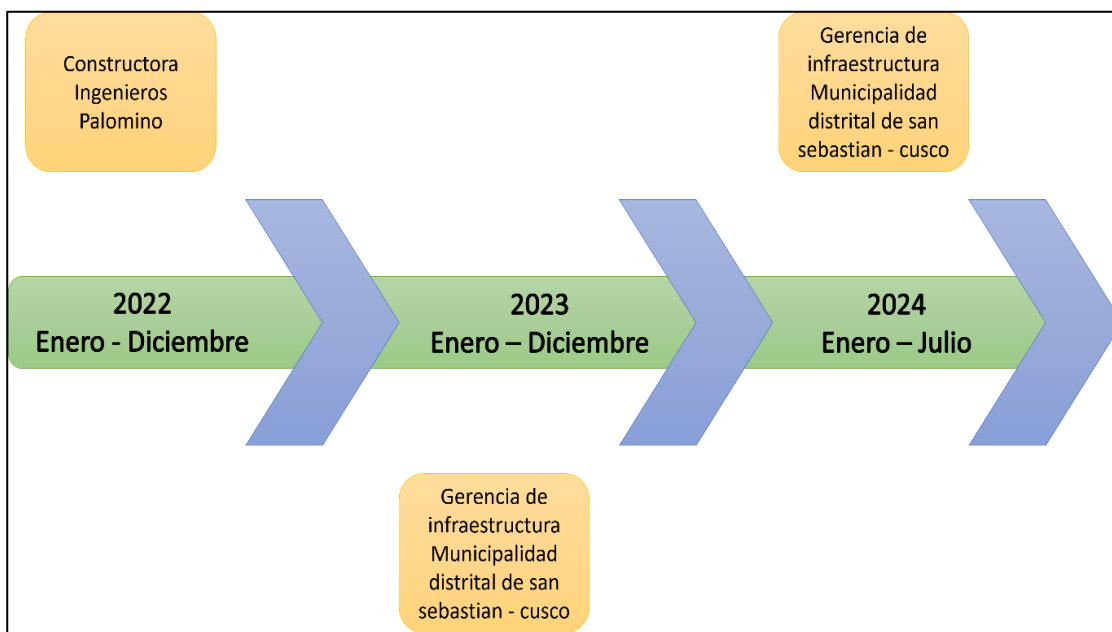 Constructora
Ingenieros
Palomino
Gerencia de
infraestructura
Municipalidad
distrital de san
sebastian - cusco
2022
Enero - Diciembre
2023
Enero – Diciembre
2024
Enero – Julio
Gerencia de
infraestructura
Municipalidad
distrital de san
sebastian - cusco